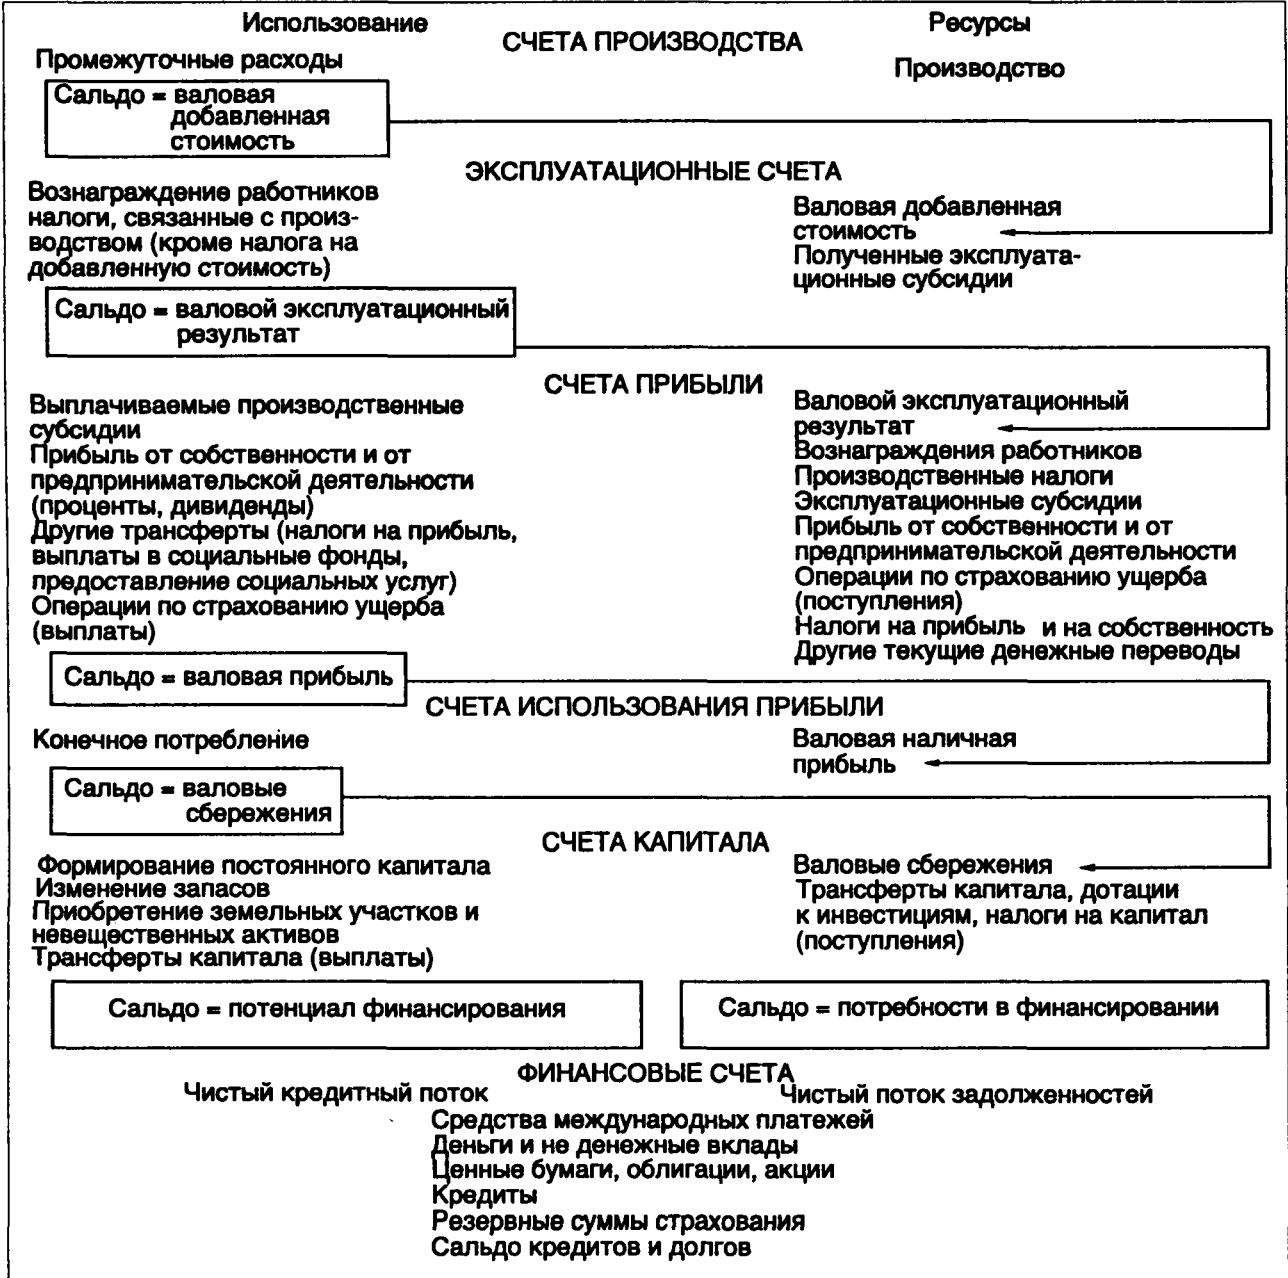 Использование
Ресурсы
СЧЕТА ПРОИЗВОДСТВА
Промежуточные расходы
Производство
Сальдо = валовая
добавленная
стоимость
ЭКСПЛУАТАЦИОННЫЕ СЧЕТА
Вознаграждение работников
налоги, связанные с произ-
водством (кроме налога на
добавленную стоимость)
Валовая добавленная
стоимость
Полученные эксплуата-
ционные субсидии
Сальдо = валовой эксплуатационный
результат
СЧЕТА ПРИБЫЛИ
Выплачиваемые производственные
субсидии
Прибыль от собственности и от
предпринимательской деятельности
(проценты, дивиденды)
Другие трансферты (налоги на прибыль,
выплаты в социальные фонды,
предоставление социальных услуг)
Операции по страхованию ущерба
(выплаты)
Валовой эксплуатационный
результат
Вознаграждения работников
Производственные налоги
Эксплуатационные субсидии
Прибыль от собственности и от
предпринимательской деятельности
Операции по страхованию ущерба
(поступления)
Налоги на прибыль и на собственность
Другие текущие денежные переводы
Сальдо = валовая прибыль
СЧЕТА ИСПОЛЬЗОВАНИЯ ПРИБЫЛИ
Конечное потребление
Валовая наличная
прибыль
Сальдо = валовые
сбережения
СЧЕТА КАПИТАЛА
Формирование постоянного капитала
Изменение запасов
Приобретение земельных участков и
невещественных активов
Трансферты капитала (выплаты)
Валовые сбережения
Трансферты капитала, дотации
к инвестициям, налоги на капитал
(поступления)
Сальдо = потенциал финансирования
Сальдо = потребности в финансировании
ФИНАНСОВЫЕ СЧЕТА
Чистый кредитный поток
Чистый поток задолженностей
Средства международных платежей
Деньги и не денежные вклады
Ценные бумаги, облигации, акции
Кредиты
Резервные суммы страхования
Сальдо кредитов и долгов